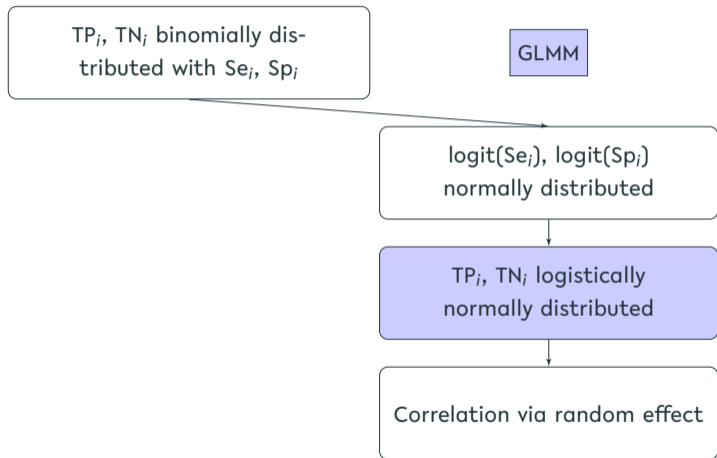 TPᵢ, TNᵢ binomially dis-
tributed with Seᵢ, Spᵢ
GLMM
logit(Seᵢ), logit(Spᵢ)
normally distributed
TPᵢ, TNᵢ logistically
normally distributed
Correlation via random effect